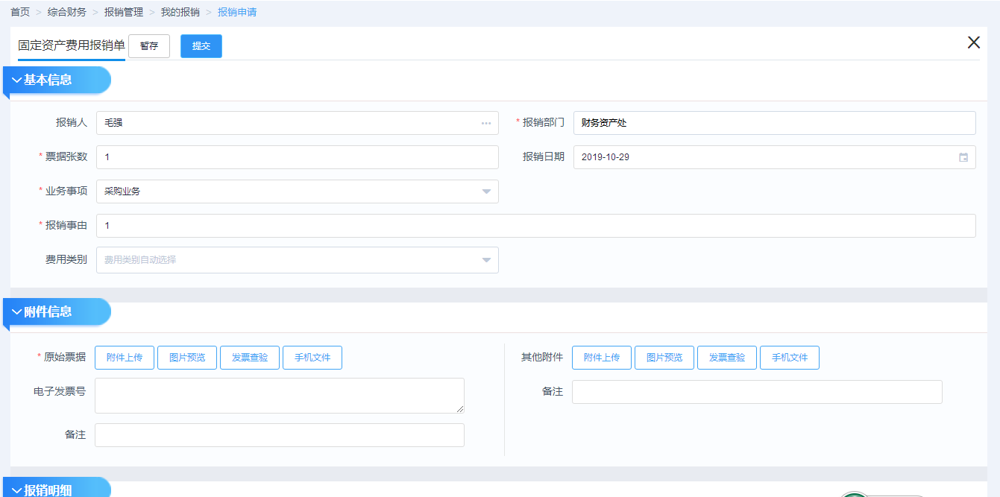 首页 > 综合财务 > 报销管理 > 我的报销 > 报销申请
固定资产费用报销单 暂存 提交
基本信息
报销人 毛强 ... * 报销部门 财务资产处
* 票据张数 1 报销日期 2019-10-29
* 业务事项 采购业务
* 报销事由 1
费用类别 费用类别自动选择
附件信息
* 原始票据 附件上传 图片预览 发票查验 手机文件 其他附件 附件上传 图片预览 发票查验 手机文件
电子发票号 备注
备注
报销明细